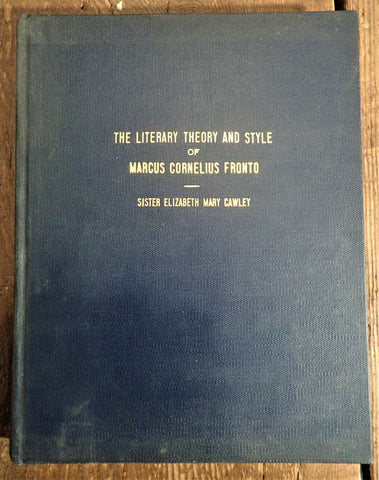 THE LITERARY THEORY AND STYLE
OF
MARCUS CORNELIUS FRONTO
SISTER ELIZABETH MARY CAWLEY